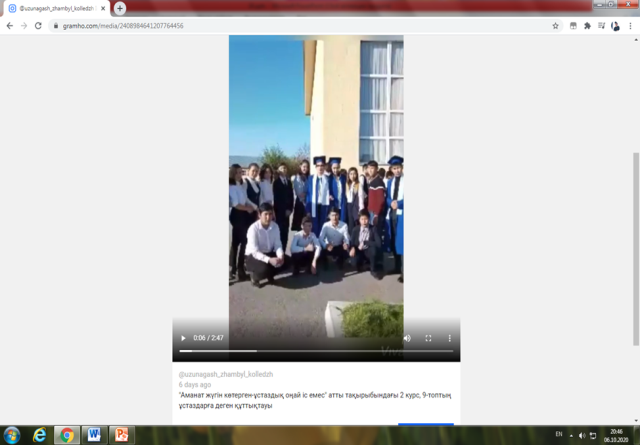 @uzunagash_zhambyl_kolledzh
gramho.com/media/2408984641207764456
0:06 / 2:47
Viva
@uzunagash_zhambyl_kolledzh
6 days ago
"Аманат жүгін көтерген-ұстаздық оңай іс емес" атты тақырыбындағы 2 курс, 9-топтың
ұстаздарға деген құттықтауы
EN
20:46
06.10.2020